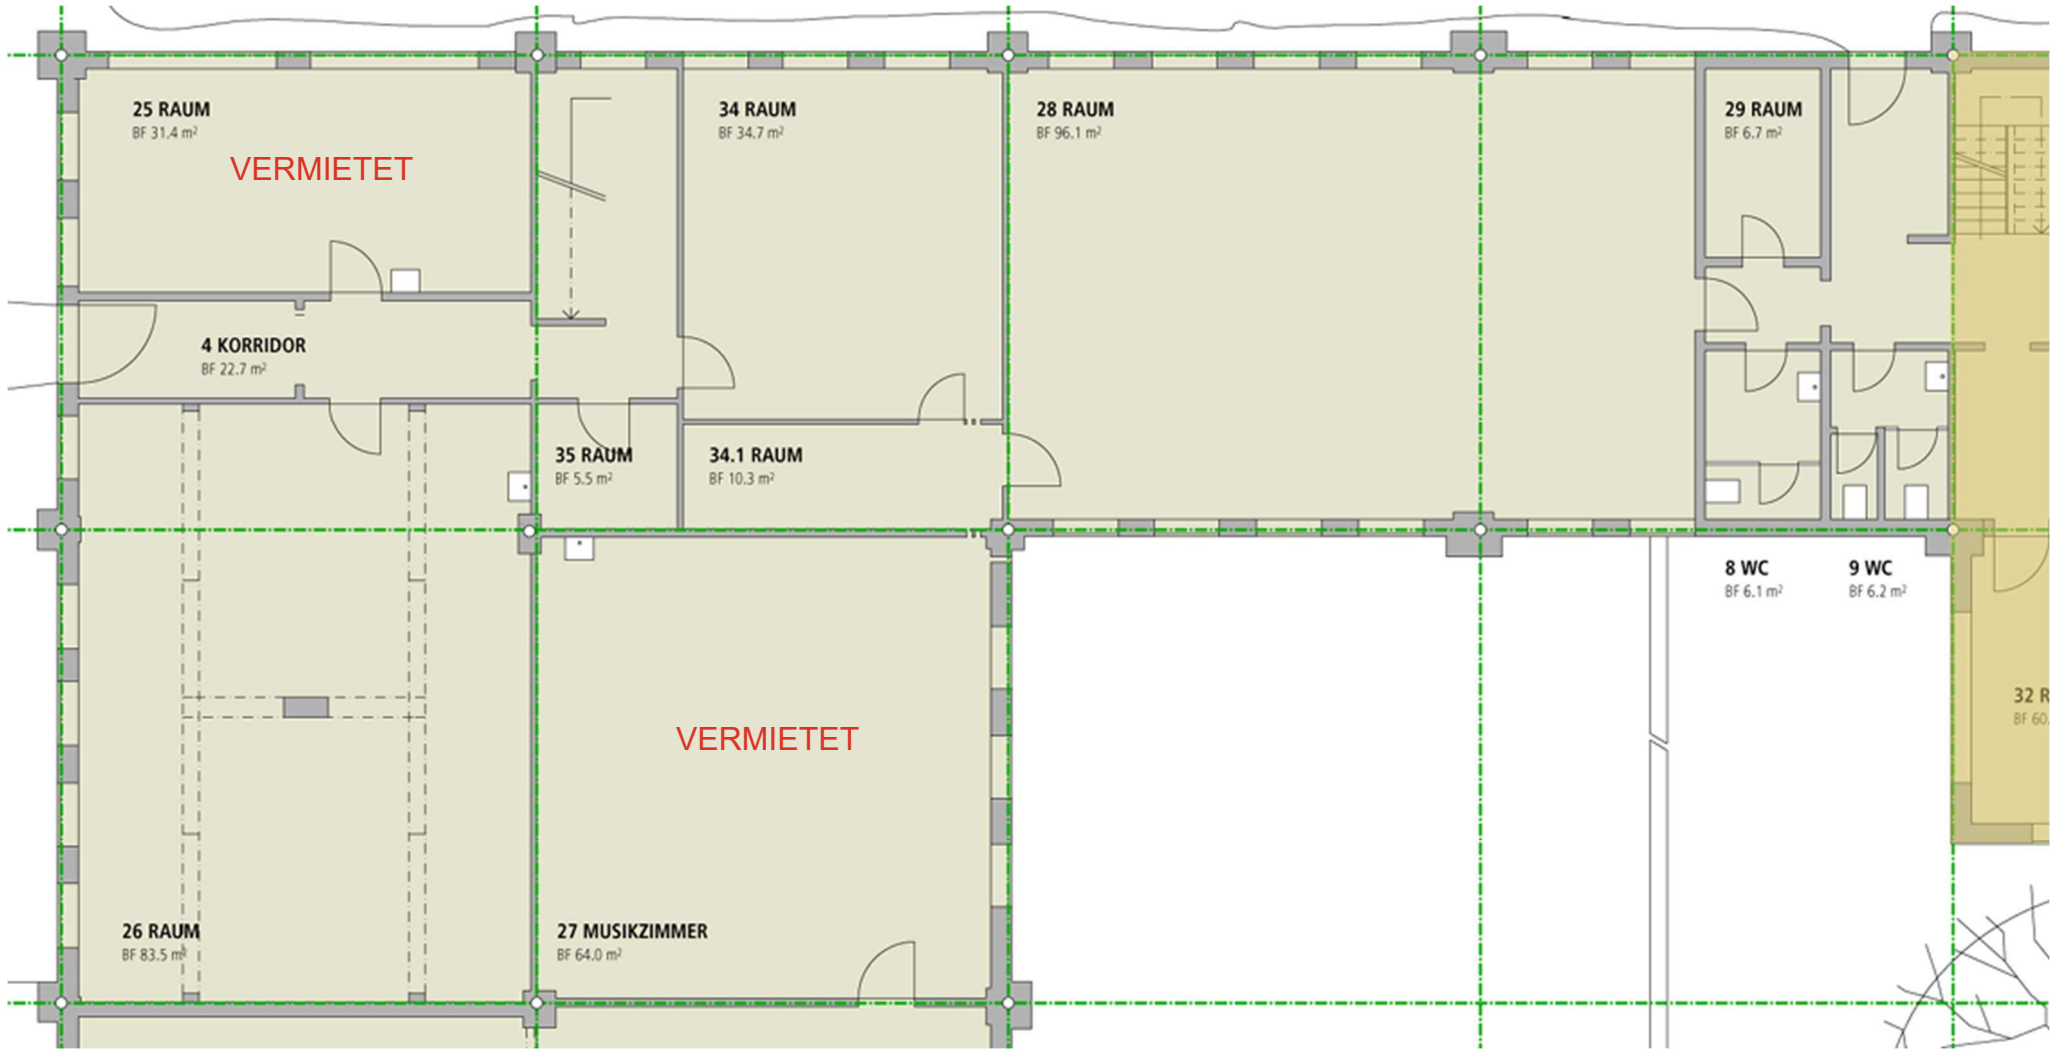 25 RAUM
BF 31.4 m²
VERMIETET
34 RAUM
BF 34.7 m²
28 RAUM
BF 96.1 m²
29 RAUM
BF 6.7 m²
4 KORRIDOR
BF 22.7 m²
35 RAUM
BF 5.5 m²
34.1 RAUM
BF 10.3 m²
8 WC
BF 6.1 m²
9 WC
BF 6.2 m²
32 R
BF 60.
VERMIETET
26 RAUM
BF 83.5 m²
27 MUSIKZIMMER
BF 64.0 m²